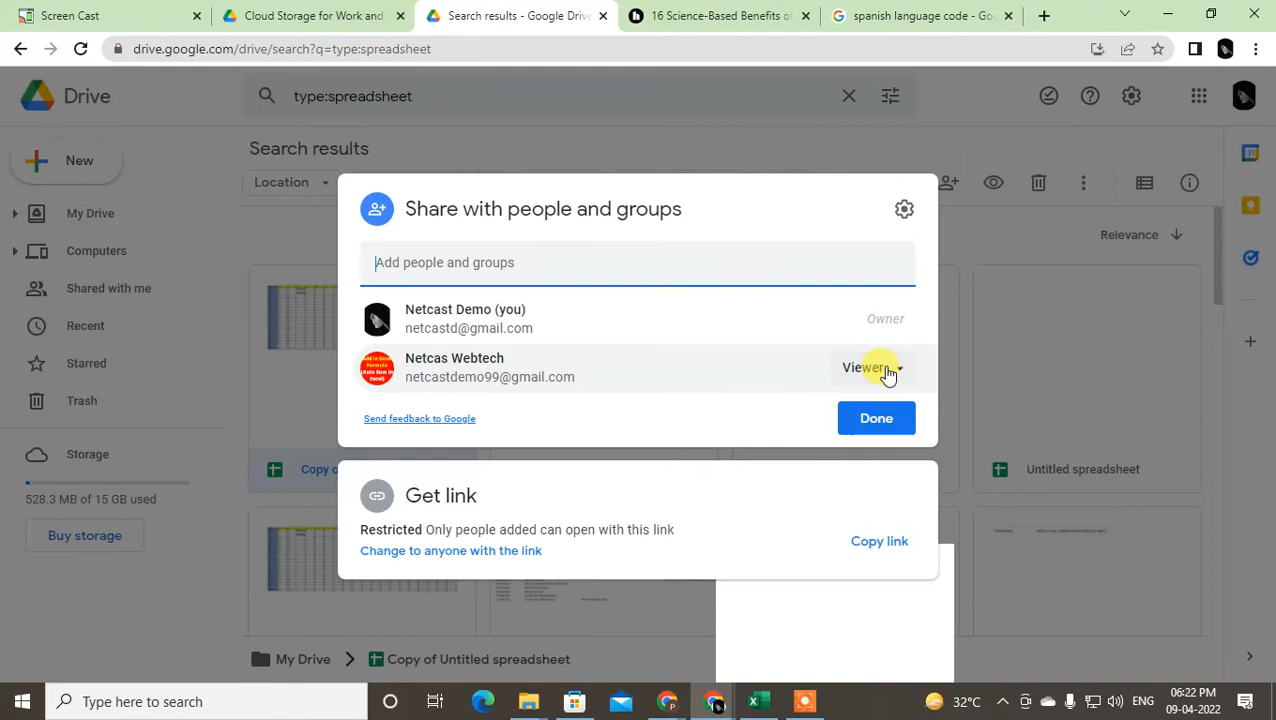 Screen Cast
Cloud Storage for Work and
Search results - Google Drive
16 Science-Based Benefits of
spanish language code - Goo
drive.google.com/drive/search?q=type:spreadsheet
Drive
type:spreadsheet
New
My Drive
Computers
Shared with me
Recent
Starred
Trash
Storage
528.3 MB of 15 GB used
Buy storage
Search results
Location
Relevance
Share with people and groups
Add people and groups
Netcast Demo (you)
netcastd@gmail.com
Owner
Netcas Webtech
netcastdemo99@gmail.com
Viewer
Send feedback to Google
Done
Get link
Restricted Only people added can open with this link
Change to anyone with the link
Copy link
Copy o
Untitled spreadsheet
My Drive
Copy of Untitled spreadsheet
Type here to search
32°C
ENG
06:22 PM
09-04-2022